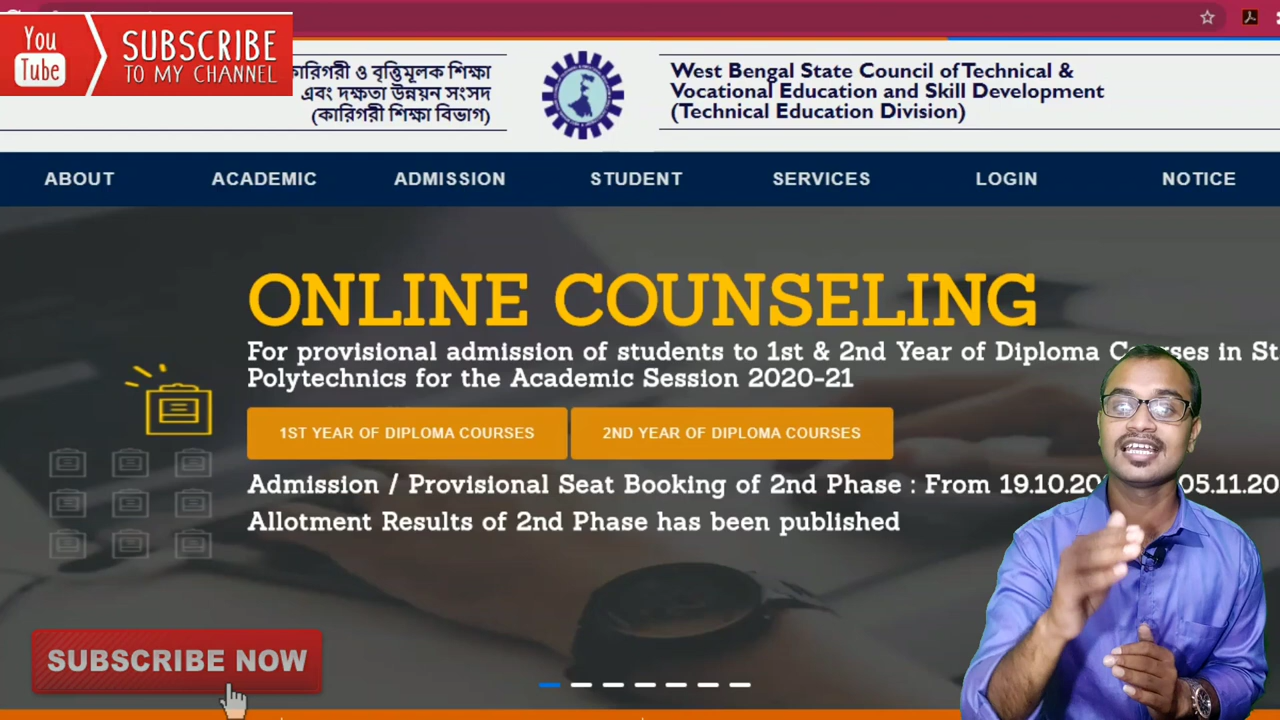 You
Tube
SUBSCRIBE
TO MY CHANNEL
ও বৃত্তিমূলক শিক্ষা
এবং দক্ষতা উন্নয়ন সংসদ
(কারিগরী শিক্ষা বিভাগ)
West Bengal State Council of Technical &
Vocational Education and Skill Development
(Technical Education Division)
ABOUT ACADEMIC ADMISSION STUDENT SERVICES LOGIN NOTICE
ONLINE COUNSELING
For provisional admission of students to 1st & 2nd Year of Diploma in
Polytechnics for the Academic Session 2020-21
1ST YEAR OF DIPLOMA COURSES 2ND YEAR OF DIPLOMA COURSES
Admission / Provisional Seat Booking of 2nd Phase : From
Allotment Results of 2nd Phase has been published
SUBSCRIBE NOW